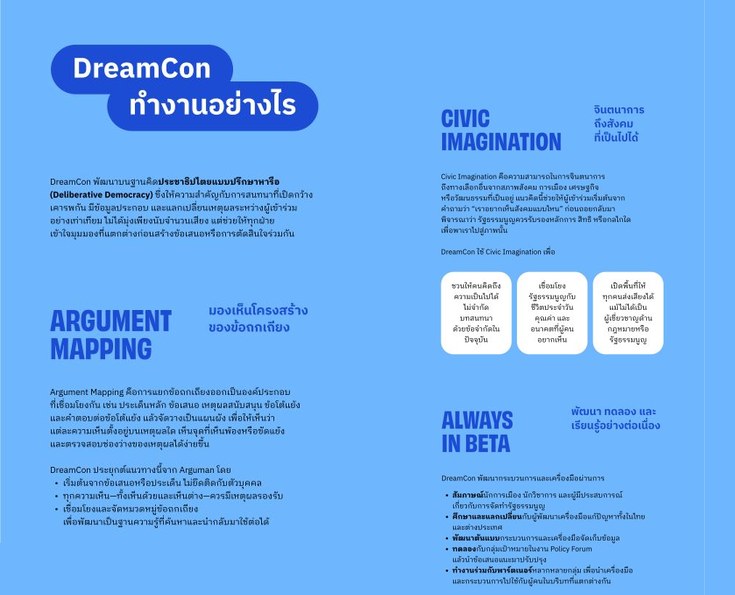 DreamCon
ทำงานอย่างไร
DreamCon พัฒนาบนฐานคิดประชาธิปไตยแบบปรึกษาหารือ
(Deliberative Democracy) ซึ่งให้ความสำคัญกับการสนทนาที่เปิดกว้าง
เคารพกัน มีข้อมูลประกอบ และแลกเปลี่ยนเหตุผลระหว่างผู้เข้าร่วม
อย่างเท่าเทียม ไม่ได้มุ่งเพียงนับจำนวนเสียง แต่ช่วยให้ทุกฝ่าย
เข้าใจมุมมองที่แตกต่างก่อนสร้างข้อเสนอหรือการตัดสินใจร่วมกัน
ARGUMENT
MAPPING
มองเห็นโครงสร้าง
ของข้อถกเถียง
Argument Mapping คือการแยกข้อถกเถียงออกเป็นองค์ประกอบ
ที่เชื่อมโยงกัน เช่น ประเด็นหลัก ข้อเสนอ เหตุผลสนับสนุน ข้อโต้แย้ง
และคำตอบต่อข้อโต้แย้ง แล้วจัดวางเป็นแผนผัง เพื่อให้เห็นว่า
แต่ละความเห็นตั้งอยู่บนเหตุผลใด เห็นจุดที่เห็นพ้องหรือขัดแย้ง
และตรวจสอบช่องว่างของเหตุผลได้ง่ายขึ้น
DreamCon ประยุกต์แนวทางนี้จาก Arguman โดย
• เริ่มต้นจากข้อเสนอหรือประเด็น ไม่ยึดติดกับตัวบุคคล
• ทุกความเห็น—ทั้งเห็นด้วยและเห็นต่าง—ควรมีเหตุผลรองรับ
• เชื่อมโยงและจัดหมวดหมู่ข้อถกเถียง
เพื่อพัฒนาเป็นฐานความรู้ที่ค้นหาและนำกลับมาใช้ต่อได้
CIVIC
IMAGINATION
จินตนาการ
ถึงสังคม
ที่เป็นไปได้
Civic Imagination คือความสามารถในการจินตนาการ
ถึงทางเลือกอื่นจากสภาพสังคม การเมือง เศรษฐกิจ
หรือวัฒนธรรมที่เป็นอยู่ แนวคิดนี้ช่วยให้ผู้เข้าร่วมเริ่มต้นจาก
คำถามว่า “เราอยากเห็นสังคมแบบไหน” ก่อนถอยกลับมา
พิจารณาว่า รัฐธรรมนูญควรรับรองหลักการ สิทธิ หรือกลไกใด
เพื่อพาเราไปสู่ภาพนั้น
DreamCon ใช้ Civic Imagination เพื่อ
ชวนให้คนคิดถึง
ความเป็นไปได้
ไม่จำกัด
บทสนทนา
ด้วยข้อจำกัดใน
ปัจจุบัน
เชื่อมโยง
รัฐธรรมนูญกับ
ชีวิตประจำวัน
คุณค่า และ
อนาคตที่ผู้คน
อยากเห็น
เปิดพื้นที่ให้
ทุกคนส่งเสียงได้
แม้ไม่ได้เป็น
ผู้เชี่ยวชาญด้าน
กฎหมายหรือ
รัฐธรรมนูญ
ALWAYS
IN BETA
พัฒนา ทดลอง และ
เรียนรู้อย่างต่อเนื่อง
DreamCon พัฒนากระบวนการและเครื่องมือผ่านการ
• สัมภาษณ์นักการเมือง นักวิชาการ และผู้มีประสบการณ์
เกี่ยวกับการจัดทำรัฐธรรมนูญ
• ศึกษาและแลกเปลี่ยนกับผู้พัฒนาเครื่องมือแก้ปัญหาทั้งในไทย
และต่างประเทศ
• พัฒนาต้นแบบกระบวนการและเครื่องมือจัดเก็บข้อมูล
• ทดลองกับกลุ่มเป้าหมายในงาน Policy Forum
แล้วนำข้อเสนอแนะมาปรับปรุง
• ทำงานร่วมกับพาร์ตเนอร์หลากหลายกลุ่ม เพื่อนำเครื่องมือ
และกระบวนการไปใช้กับผู้คนในบริบทที่แตกต่างกัน